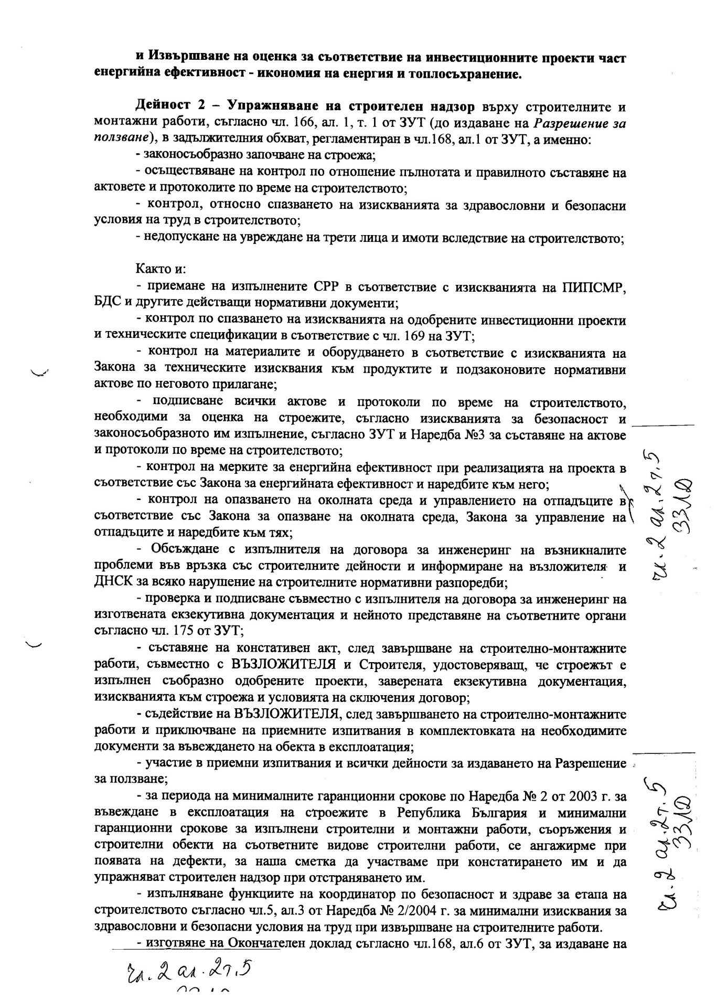 и Извършване на оценка за съответствие на инвестиционните проекти част
енергийна ефективност - икономия на енергия и топлосъхранение.
Дейност 2 – Упражняване на строителен надзор върху строителните и
монтажни работи, съгласно чл. 166, ал. 1, т. 1 от ЗУТ (до издаване на Разрешение за
ползване), в задължителния обхват, регламентиран в чл.168, ал.1 от ЗУТ, а именно:
- законосъобразно започване на строежа;
- осъществяване на контрол по отношение пълнотата и правилното съставяне на
актовете и протоколите по време на строителството;
- контрол, относно спазването на изискванията за здравословни и безопасни
условия на труд в строителството;
- недопускане на увреждане на трети лица и имоти вследствие на строителството;
Както и:
- приемане на изпълнените СРР в съответствие с изискванията на ПИПСМР,
БДС и другите действащи нормативни документи;
- контрол по спазването на изискванията на одобрените инвестиционни проекти
и техническите спецификации в съответствие с чл. 169 на ЗУТ;
- контрол на материалите и оборудването в съответствие с изискванията на
Закона за техническите изисквания към продуктите и подзаконовите нормативни
актове по неговото прилагане;
- подписване всички актове и протоколи по време на строителството,
необходими за оценка на строежите, съгласно изискванията за безопасност и
законосъобразното им изпълнение, съгласно ЗУТ и Наредба №3 за съставяне на актове
и протоколи по време на строителството;
- контрол на мерките за енергийна ефективност при реализацията на проекта в
съответствие със Закона за енергийната ефективност и наредбите към него;
- контрол на опазването на околната среда и управлението на отпадъците в
съответствие със Закона за опазване на околната среда, Закона за управление на
отпадъците и наредбите към тях;
- Обсъждане с изпълнителя на договора за инженеринг на възникналите
проблеми във връзка със строителните дейности и информиране на възложителя и
ДНСК за всяко нарушение на строителните нормативни разпоредби;
- проверка и подписване съвместно с изпълнителя на договора за инженеринг на
изготвената екзекутивна документация и нейното представяне на съответните органи
съгласно чл. 175 от ЗУТ;
- съставяне на констативен акт, след завършване на строително-монтажните
работи, съвместно с ВЪЗЛОЖИТЕЛЯ и Строителя, удостоверяващ, че строежът е
изпълнен съобразно одобрените проекти, заверената екзекутивна документация,
изискванията към строежа и условията на сключения договор;
- съдействие на ВЪЗЛОЖИТЕЛЯ, след завършването на строително-монтажните
работи и приключване на приемните изпитвания в комплектовката на необходимите
документи за въвеждането на обекта в експлоатация;
- участие в приемни изпитвания и всички дейности за издаването на Разрешение
за ползване;
- за периода на минималните гаранционни срокове по Наредба № 2 от 2003 г. за
въвеждане в експлоатация на строежите в Република България и минимални
гаранционни срокове за изпълнени строителни и монтажни работи, съоръжения и
строителни обекти на съответните видове строителни работи, се ангажирме при
появата на дефекти, за наша сметка да участваме при констатирането им и да
упражняват строителен надзор при отстраняването им.
- изпълняване функциите на координатор по безопасност и здраве за етапа на
строителството съгласно чл.5, ал.3 от Наредба № 2/2004 г. за минимални изисквания за
здравословни и безопасни условия на труд при извършване на строителните работи.
- изготвяне на Окончателен доклад съгласно чл.168, ал.6 от ЗУТ, за издаване на
чл. 2 ал. 2 т. 5
ЗЗЛД
чл. 2 ал. 2 т. 5
ЗЗЛД
чл. 2 ал. 2 т. 5